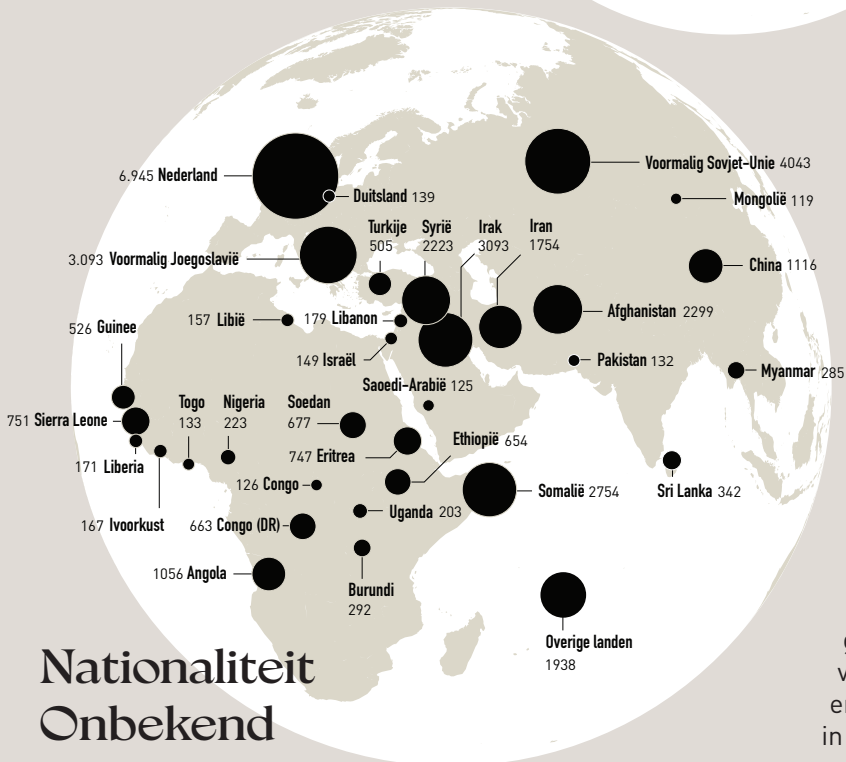 Voormalig Sovjet-Unie 4043
6.945 Nederland
Duitsland 139
Mongolië 119
Turkije
505
Syrië
2223
Irak
3093
Iran
1754
3.093 Voormalig Joegoslavië
China 1116
157 Libië
179 Libanon
Afghanistan 2299
526 Guinee
149 Israël
Pakistan 132
Myanmar 285
Saoedi-Arabië 125
751 Sierra Leone
Togo
133
Nigeria
223
Soedan
677
Ethiopië 654
747 Eritrea
171 Liberia
126 Congo
Somalië 2754
Sri Lanka 342
167 Ivoorkust
663 Congo (DR)
Uganda 203
1056 Angola
Burundi
292
Overige landen
1938
Nationaliteit
Onbekend
in